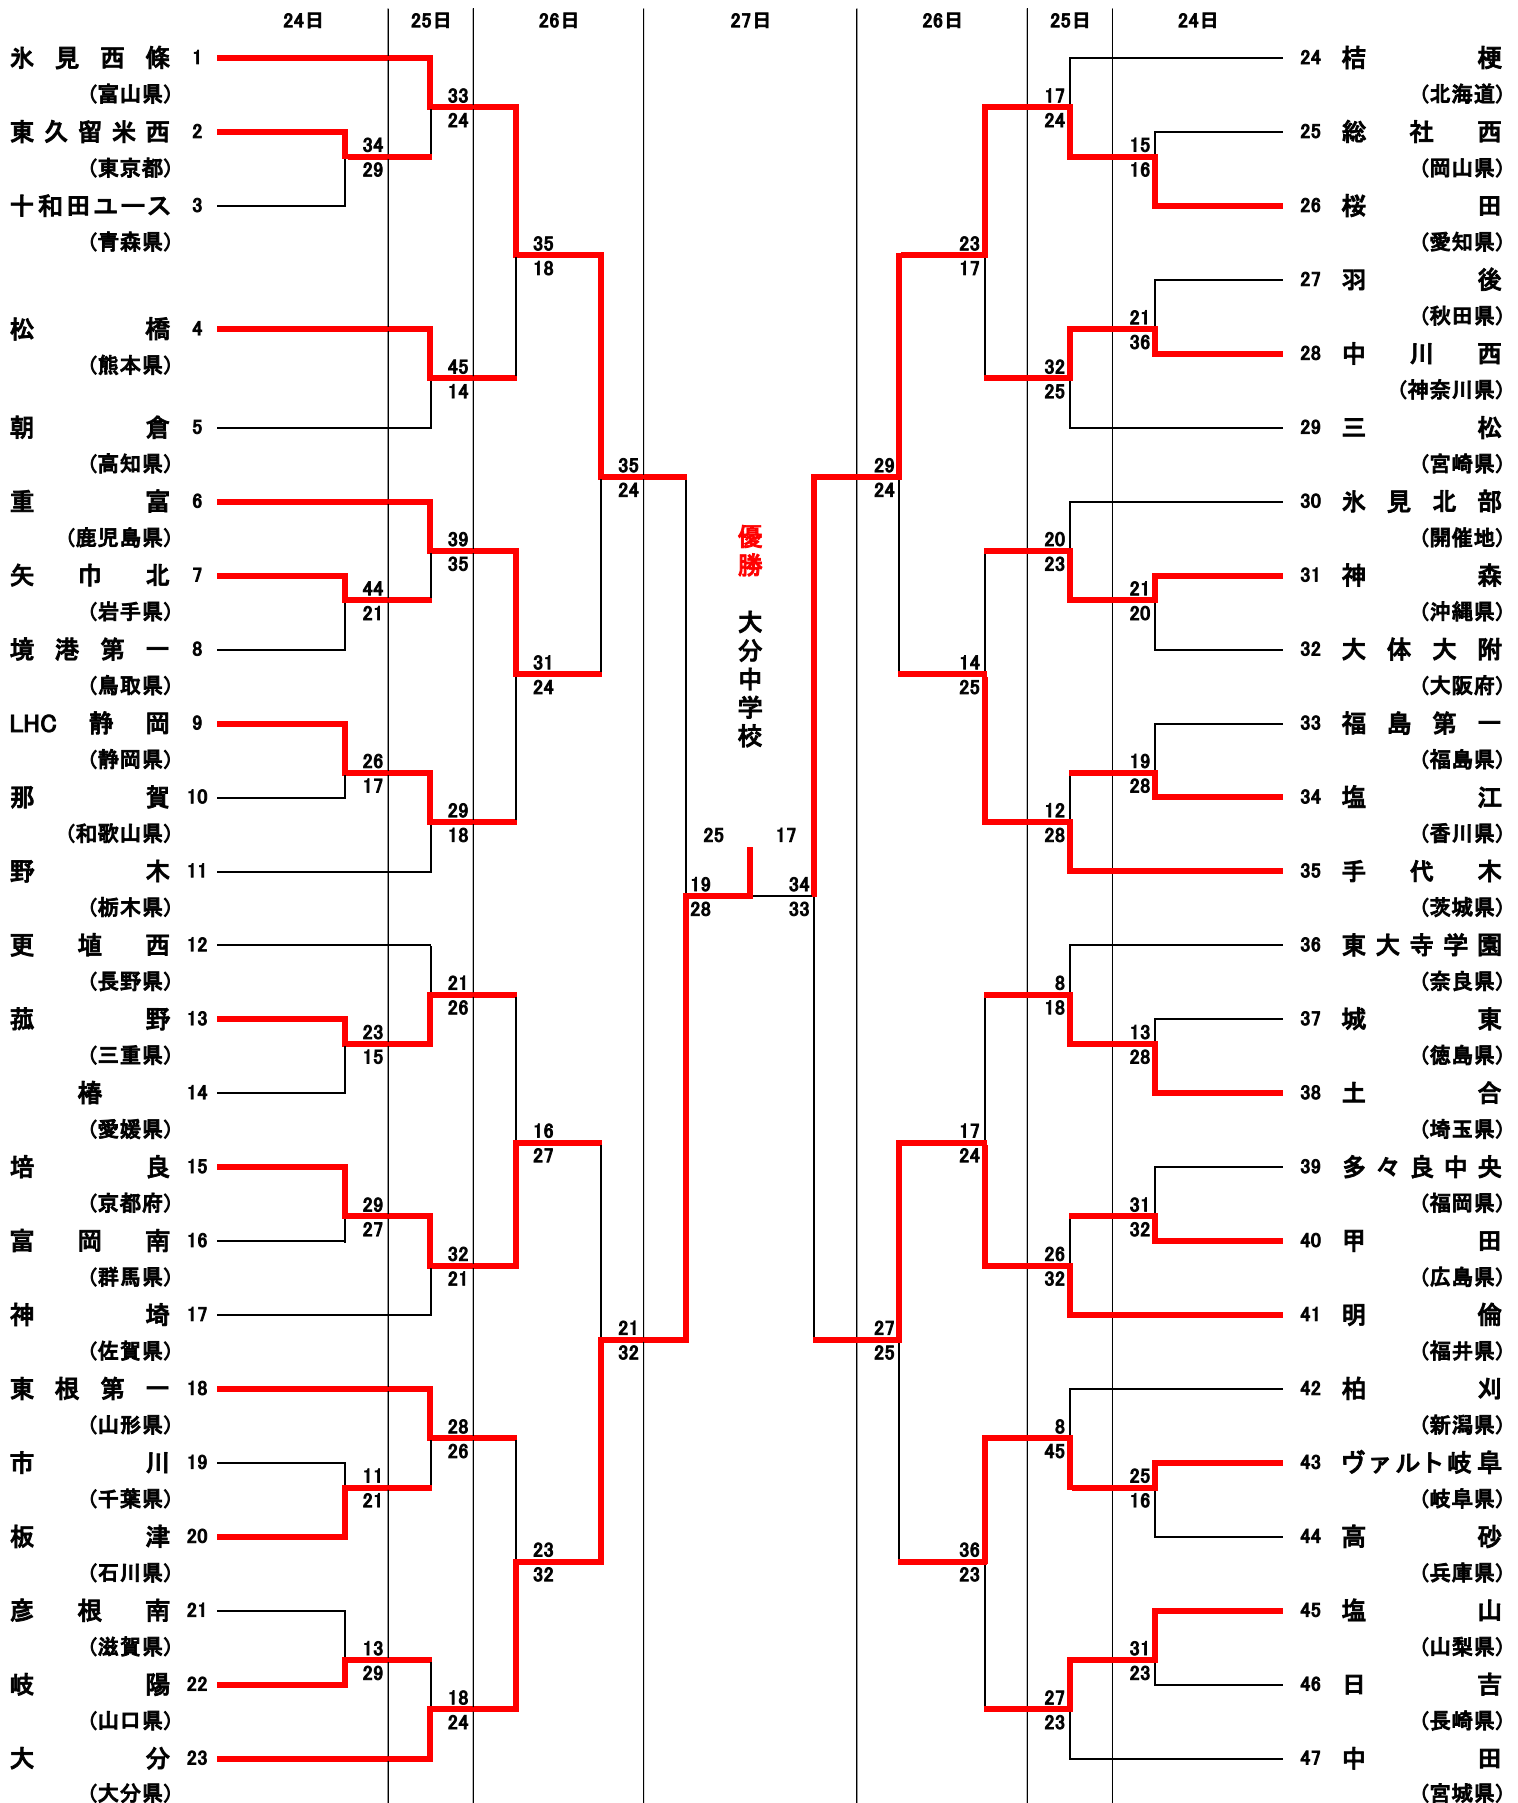 24日 25日 26日 27日 26日 25日 24日
氷見西條 1
(富山県)
33
24
東久留米西 2
(東京都)
34
29
十和田ユース 3
(青森県)
35
18
松橋 4
(熊本県)
45
14
朝倉 5
(高知県)
35
24
重富 6
(鹿児島県)
39
35
矢巾北 7
(岩手県)
44
21
境港第一 8
(鳥取県)
31
24
LHC 静岡 9
(静岡県)
26
17
那賀 10
(和歌山県)
29
18
野木 11
(栃木県)
19
28
更埴西 12
(長野県)
21
26
菰野 13
(三重県)
23
15
椿 14
(愛媛県)
16
27
培良 15
(京都府)
29
27
富岡南 16
(群馬県)
32
21
神埼 17
(佐賀県)
21
32
東根第一 18
(山形県)
28
26
市川 19
(千葉県)
11
21
板津 20
(石川県)
23
32
彦根南 21
(滋賀県)
13
29
岐陽 22
(山口県)
18
24
大分 23
(大分県)
優勝
大分中学校
25 17
34
33
24 桔梗
(北海道)
17
24
25 総社西
(岡山県)
15
16
26 桜田
(愛知県)
23
17
27 羽後
(秋田県)
21
36
28 中川西
(神奈川県)
32
25
29 三松
(宮崎県)
29
24
30 氷見北部
(開催地)
20
23
31 神森
(沖縄県)
21
20
32 大体大附
(大阪府)
14
25
33 福島第一
(福島県)
19
28
34 塩江
(香川県)
12
28
35 手代木
(茨城県)
36 東大寺学園
(奈良県)
8
18
37 城東
(徳島県)
13
28
38 土合
(埼玉県)
17
24
39 多々良中央
(福岡県)
31
32
40 甲田
(広島県)
26
32
41 明倫
(福井県)
27
25
42 柏刈
(新潟県)
8
45
43 ヴァルト岐阜
(岐阜県)
25
16
44 高砂
(兵庫県)
36
23
45 塩山
(山梨県)
31
23
46 日吉
(長崎県)
27
23
47 中田
(宮城県)